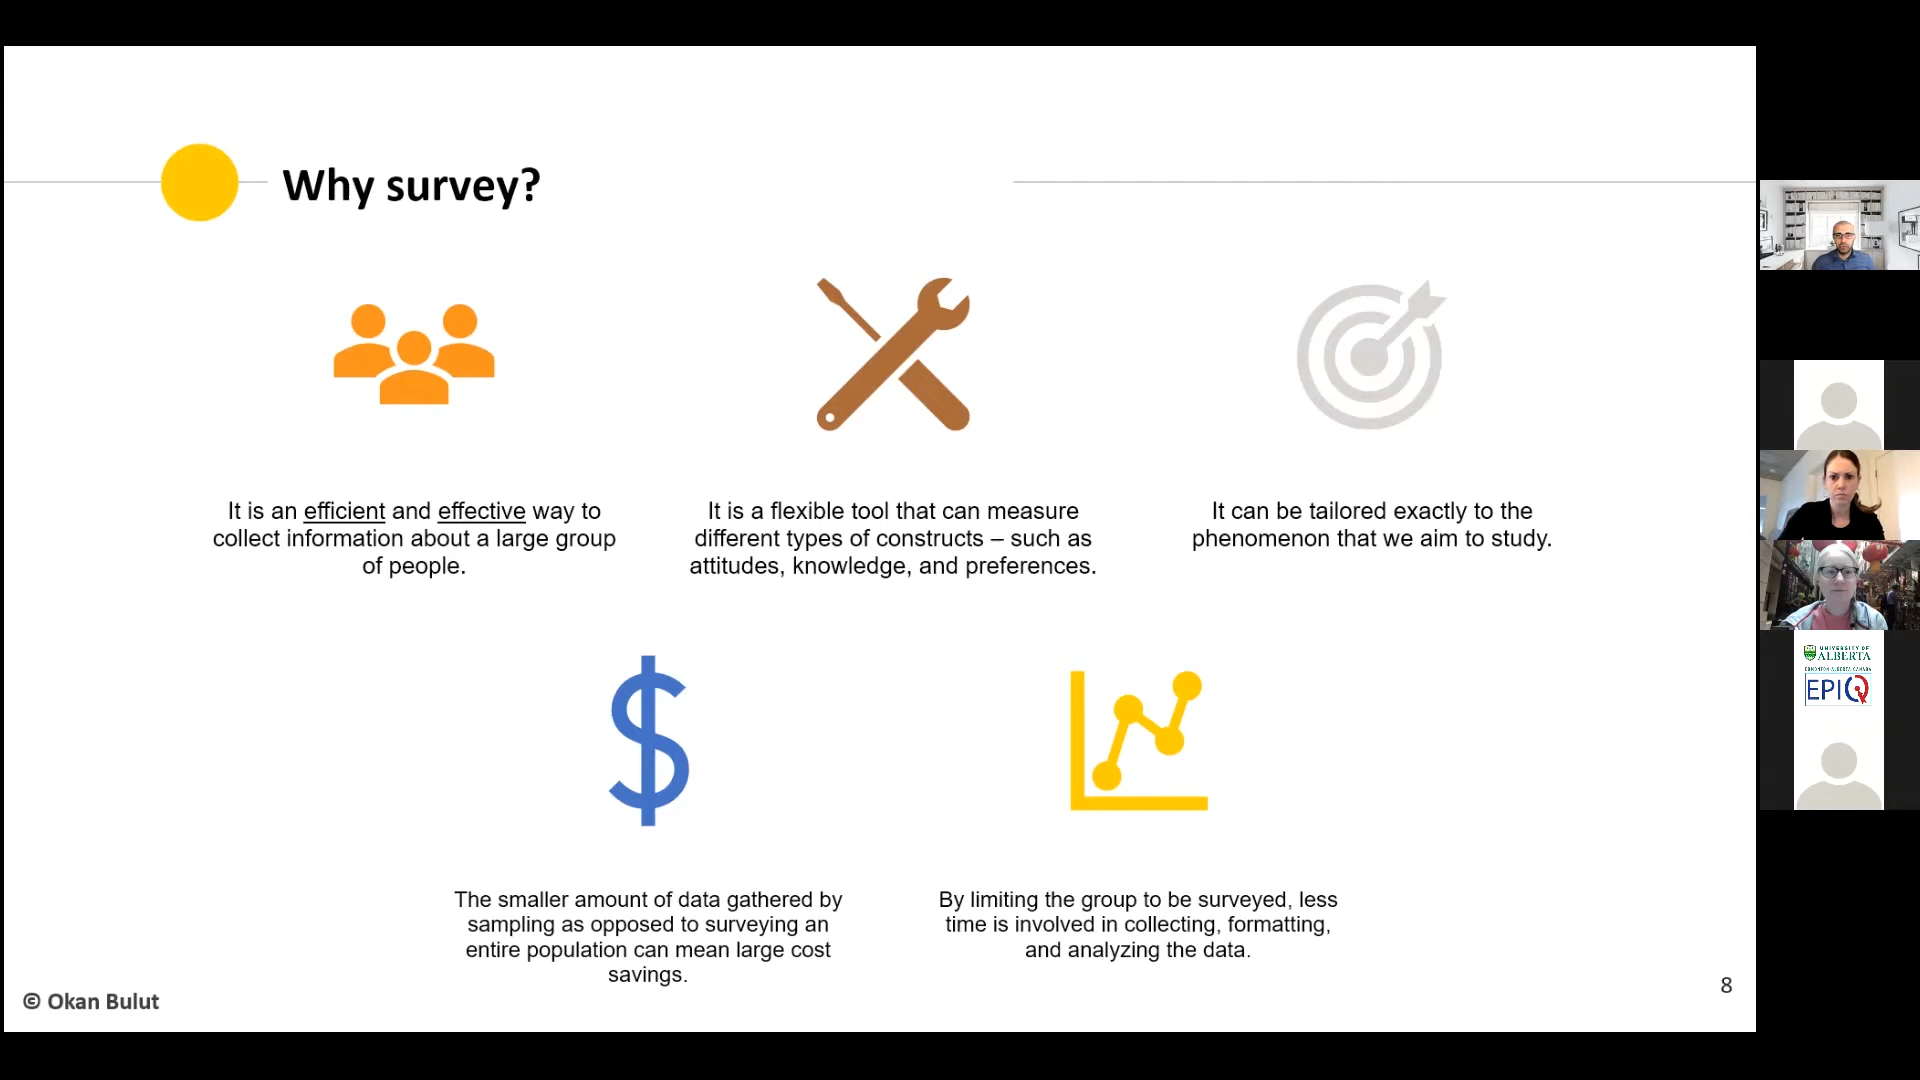 Why survey?
It is an efficient and effective way to
collect information about a large group
of people.
It is a flexible tool that can measure
different types of constructs – such as
attitudes, knowledge, and preferences.
It can be tailored exactly to the
phenomenon that we aim to study.
The smaller amount of data gathered by
sampling as opposed to surveying an
entire population can mean large cost
savings.
By limiting the group to be surveyed, less
time is involved in collecting, formatting,
and analyzing the data.
© Okan Bulut
8
UNIVERSITY OF
ALBERTA
EDMONTON·ALBERTA·CANADA
EPIQ